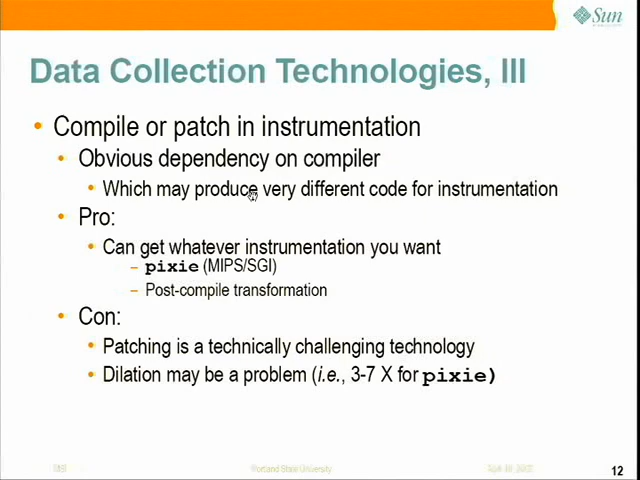 Sun
Data Collection Technologies, III
• Compile or patch in instrumentation
• Obvious dependency on compiler
• Which may produce very different code for instrumentation
• Pro:
• Can get whatever instrumentation you want
– pixie (MIPS/SGI)
– Post-compile transformation
• Con:
• Patching is a technically challenging technology
• Dilation may be a problem (i.e., 3-7 X for pixie)
Portland State University
12